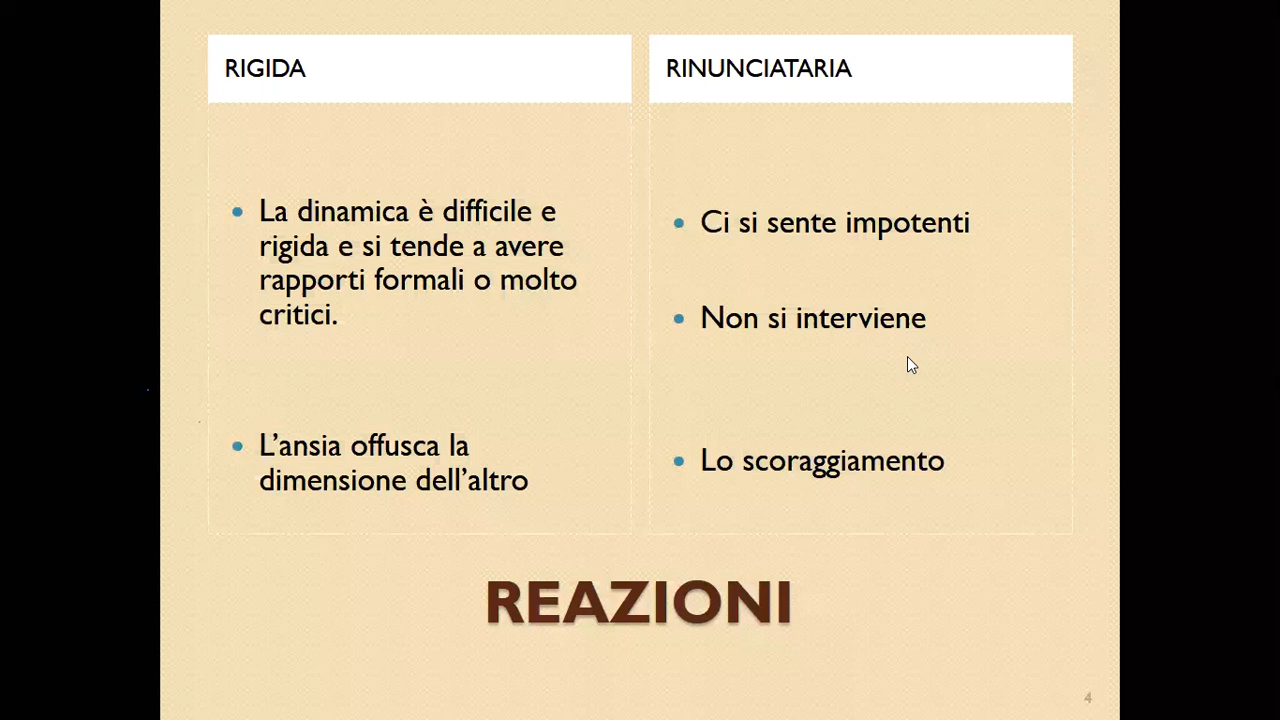 RIGIDA
• La dinamica è difficile e
rigida e si tende a avere
rapporti formali o molto
critici.
• L’ansia offusca la
dimensione dell’altro
RINUNCIATARIA
• Ci si sente impotenti
• Non si interviene
• Lo scoraggiamento
REAZIONI
4